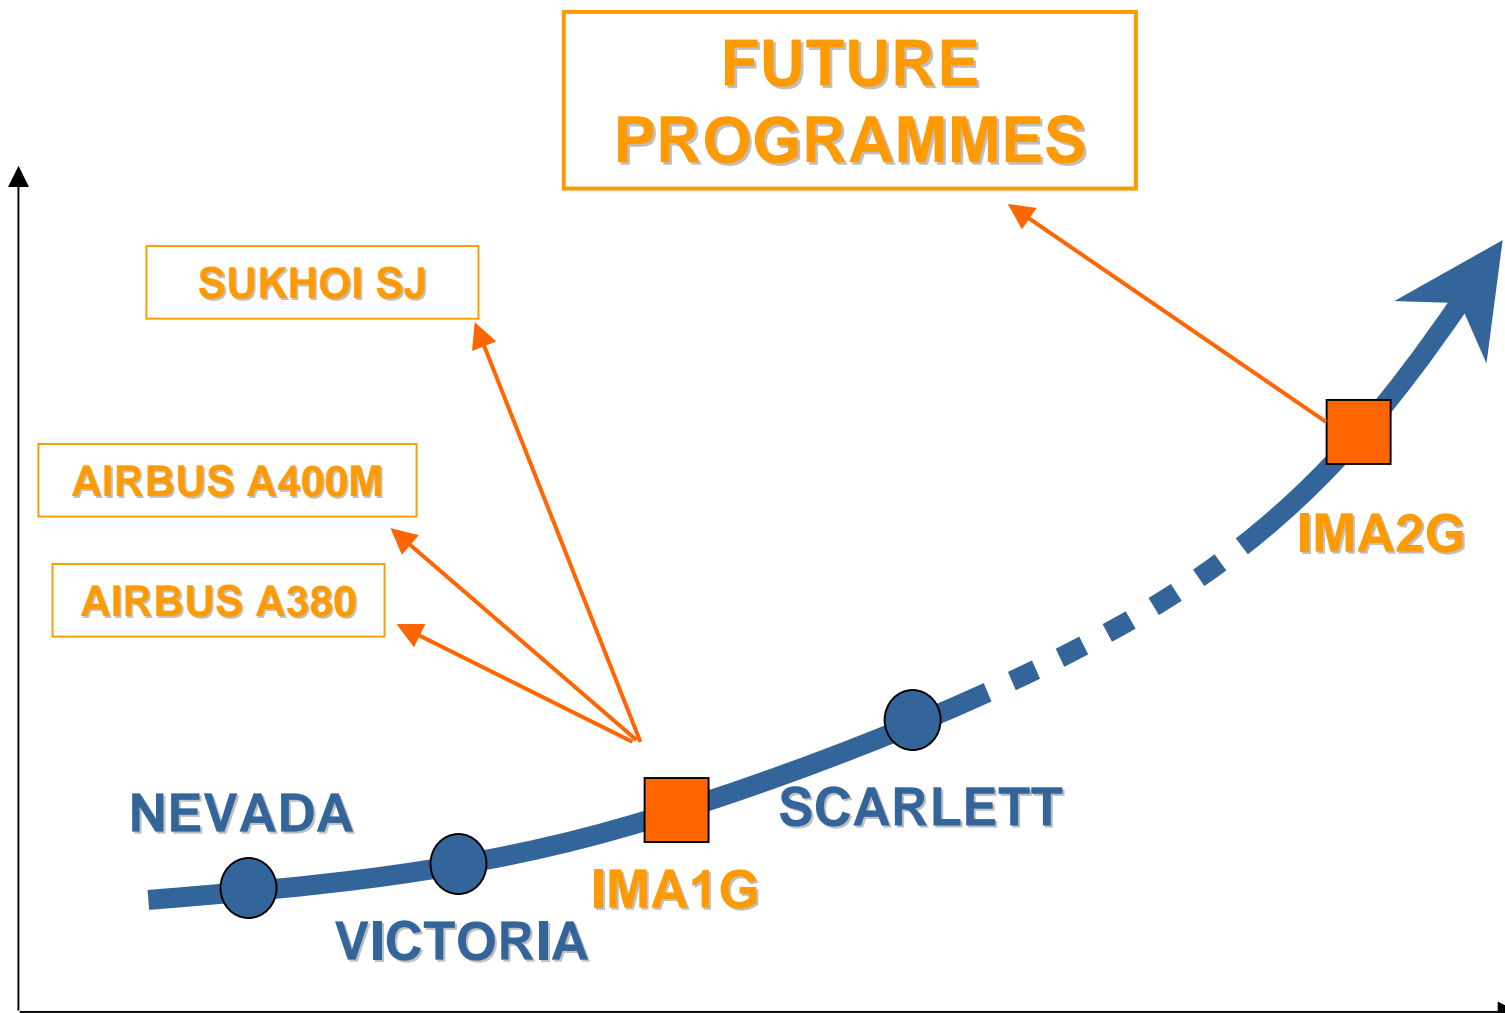 FUTURE
PROGRAMMES
SUKHOI SJ
AIRBUS A400M
AIRBUS A380
IMA2G
NEVADA
SCARLETT
IMA1G
VICTORIA